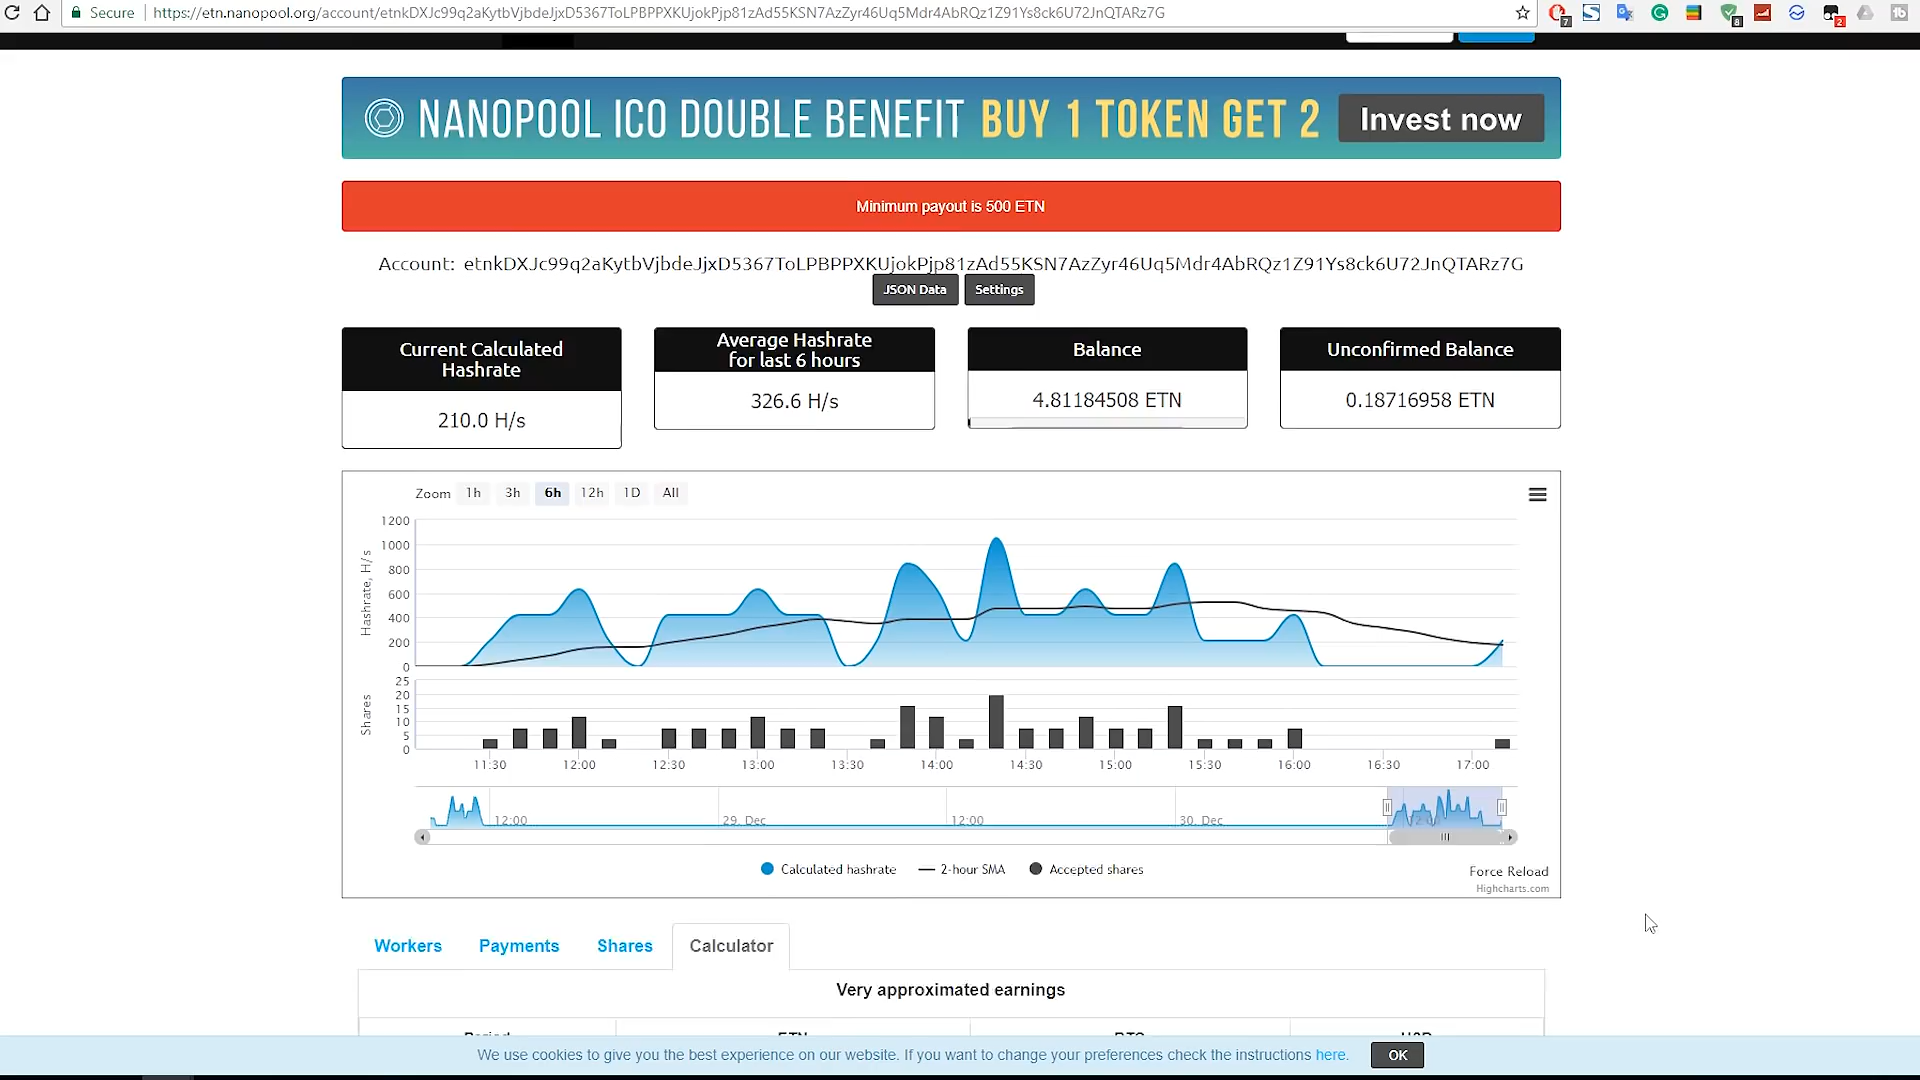 Secure https://etn.nanopool.org/account/etnkDXJc99q2aKytbVjbdeJjxD5367ToLPBPPXKUjokPjp81zAd55KSN7AzZyr46Uq5Mdr4AbRQz1Z91Ys8ck6U72JnQTARz7G
7 8 2
NANOPOOL ICO DOUBLE BENEFIT BUY 1 TOKEN GET 2 Invest now
Minimum payout is 500 ETN
Account: etnkDXJc99q2aKytbVjbdeJjxD5367ToLPBPPXKUjokPjp81zAd55KSN7AzZyr46Uq5Mdr4AbRQz1Z91Ys8ck6U72JnQTARz7G
JSON Data Settings
Current Calculated Hashrate
210.0 H/s
Average Hashrate
for last 6 hours
326.6 H/s
Balance
4.81184508 ETN
Unconfirmed Balance
0.18716958 ETN
Zoom 1h 3h 6h 12h 1D All
Hashrate, H/s
1200
1000
800
600
400
200
0
Shares
25
20
15
10
5
0
11:30 12:00 12:30 13:00 13:30 14:00 14:30 15:00 15:30 16:00 16:30 17:00
12:00 29. Dec 12:00 30. Dec
Calculated hashrate 2-hour SMA Accepted shares
Force Reload
Highcharts.com
Workers Payments Shares Calculator
Very approximated earnings
Period ETN BTC USD
We use cookies to give you the best experience on our website. If you want to change your preferences check the instructions here. OK